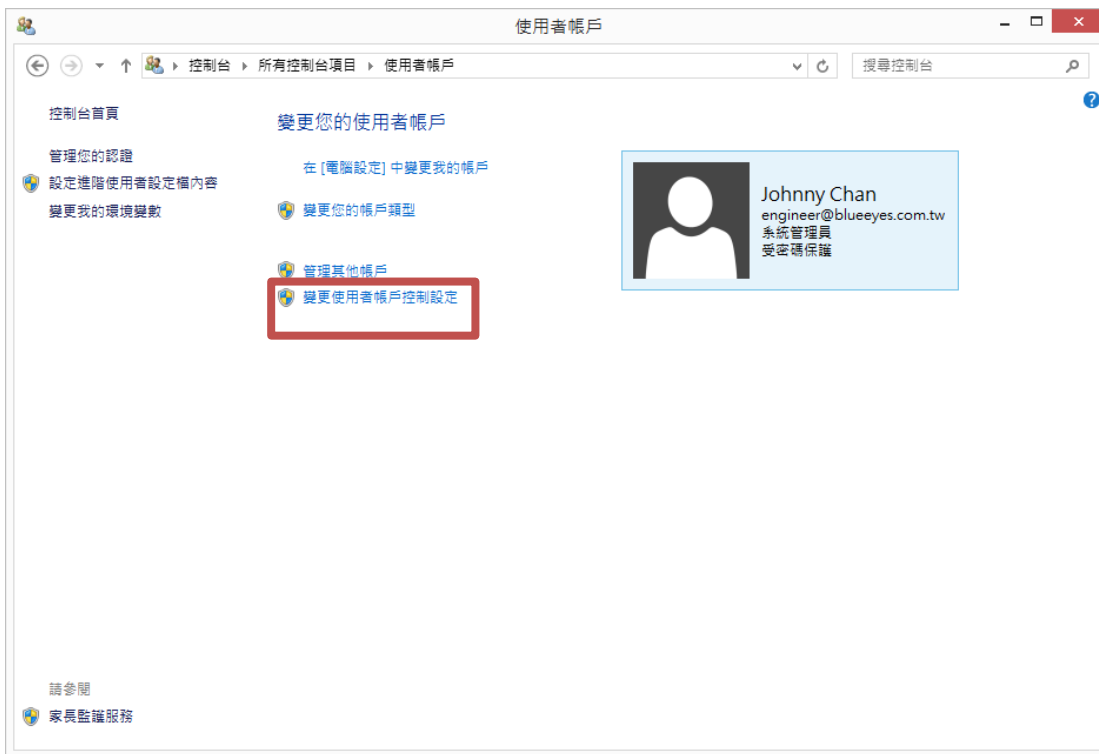 使用者帳戶
控制台 所有控制台項目 使用者帳戶
搜尋控制台
控制台首頁
管理您的認證
設定進階使用者設定檔內容
變更我的環境變數
變更您的使用者帳戶
在 [電腦設定] 中變更我的帳戶
變更您的帳戶類型
管理其他帳戶
變更使用者帳戶控制設定
Johnny Chan
engineer@blueeyes.com.tw
系統管理員
受密碼保護
請參閱
家長監護服務